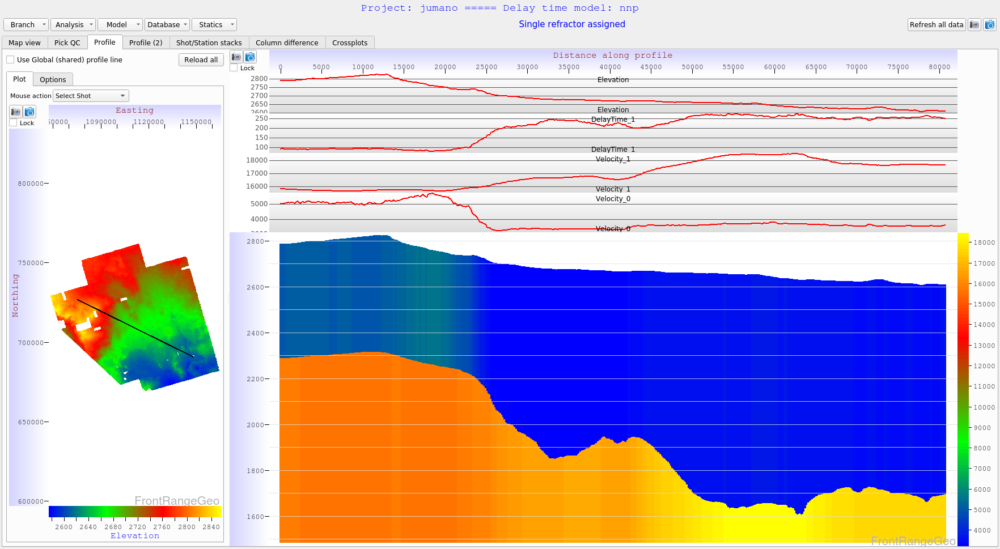 Project: jumano ===== Delay time model: nnp
Branch Analysis Model Database Statics
Single refractor assigned
Refresh all data
Map view Pick QC Profile Profile (2) Shot/Station stacks Column difference Crossplots
Use Global (shared) profile line
Reload all
Plot Options
Mouse action Select Shot
Lock
Easting
1090000 1120000 1150000
Northing
800000
750000
700000
650000
600000
FrontRangeGeo
2600 2640 2680 2720 2760 2800 2840
Elevation
Lock
Distance along profile
0 5000 10000 15000 20000 25000 30000 35000 40000 45000 50000 55000 60000 65000 70000 75000 80000
2800
2750
2700
2650
2600
Elevation
Elevation
250
200
150
100
DelayTime_1
DelayTime_1
18000
17000
16000
Velocity_1
Velocity_1
5000
4000
3000
Velocity_0
Velocity_0
2800
2600
2400
2200
2000
1800
1600
18000
17000
16000
15000
14000
13000
12000
11000
10000
9000
8000
7000
6000
5000
4000
FrontRangeGeo